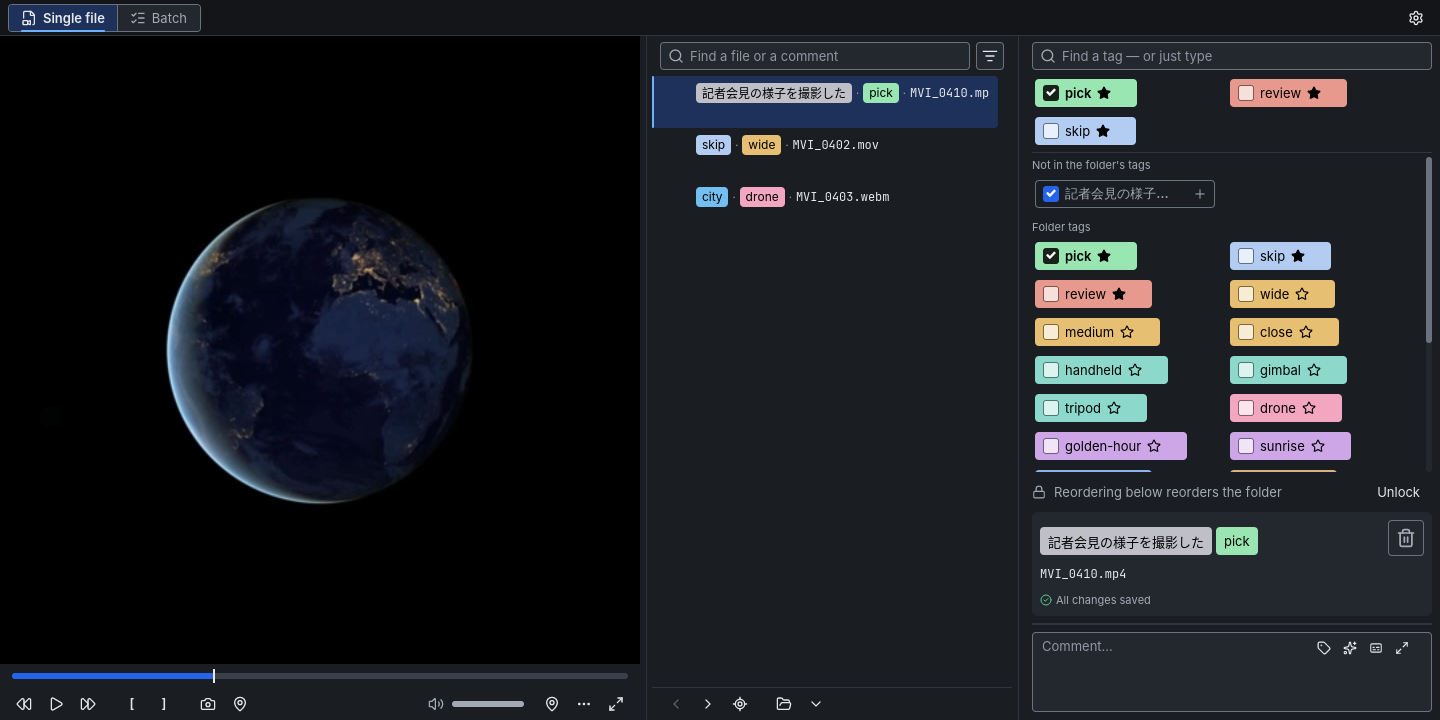 Single file
Batch
Find a file or a comment
記者会見の様子を撮影した · pick · MVI_0410.mp
skip · wide · MVI_0402.mov
city · drone · MVI_0403.webm
Find a tag — or just type
pick
review
skip
Not in the folder's tags
記者会見の様子...
Folder tags
pick
skip
review
wide
medium
close
handheld
gimbal
tripod
drone
golden-hour
sunrise
Reordering below reorders the folder
Unlock
記者会見の様子を撮影した pick
MVI_0410.mp4
All changes saved
Comment...
[ ]